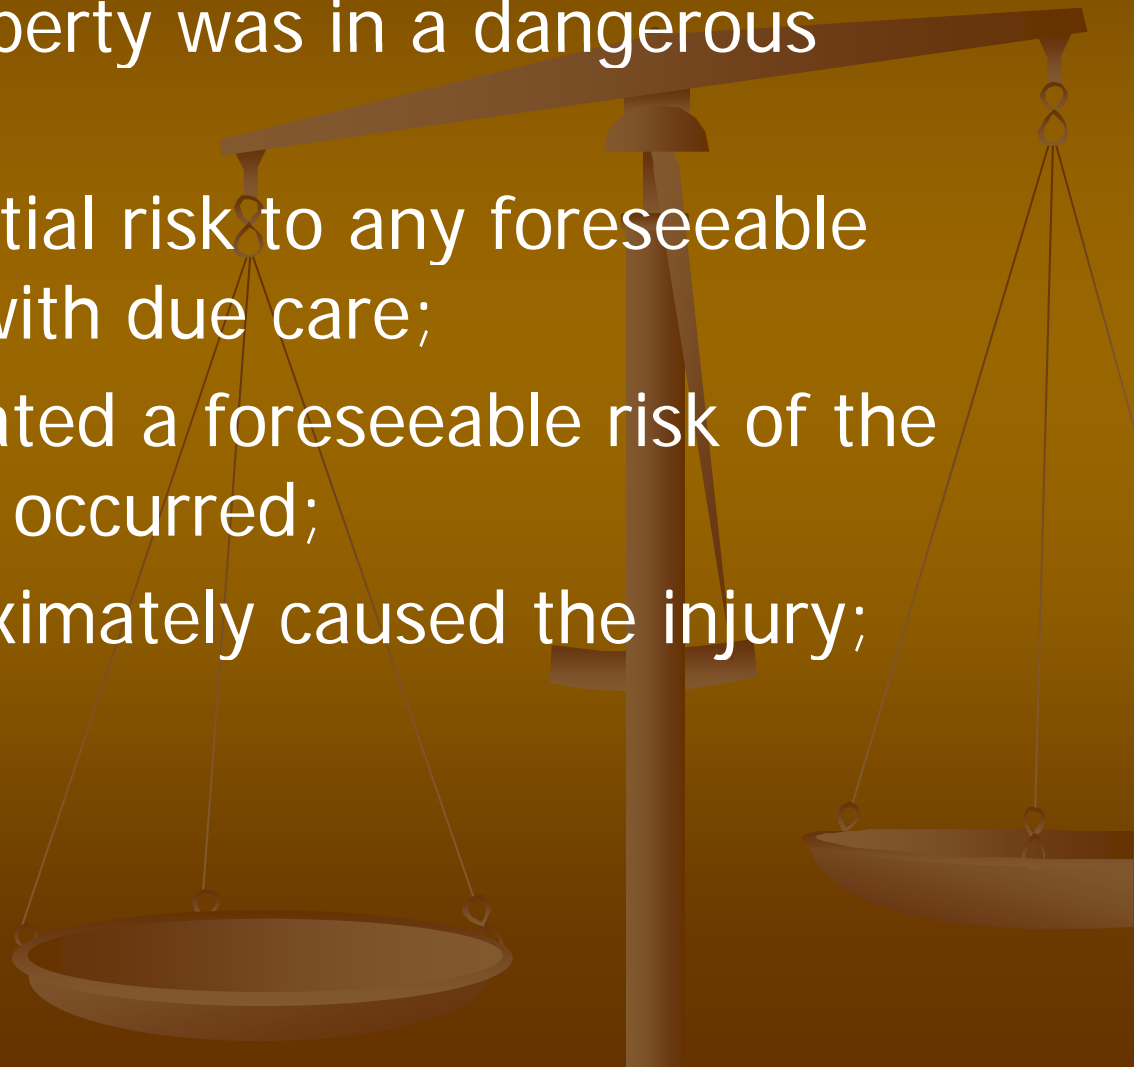 perty was in a dangerous
tial risk to any foreseeable
with due care;
ated a foreseeable risk of the
occurred;
ximately caused the injury;